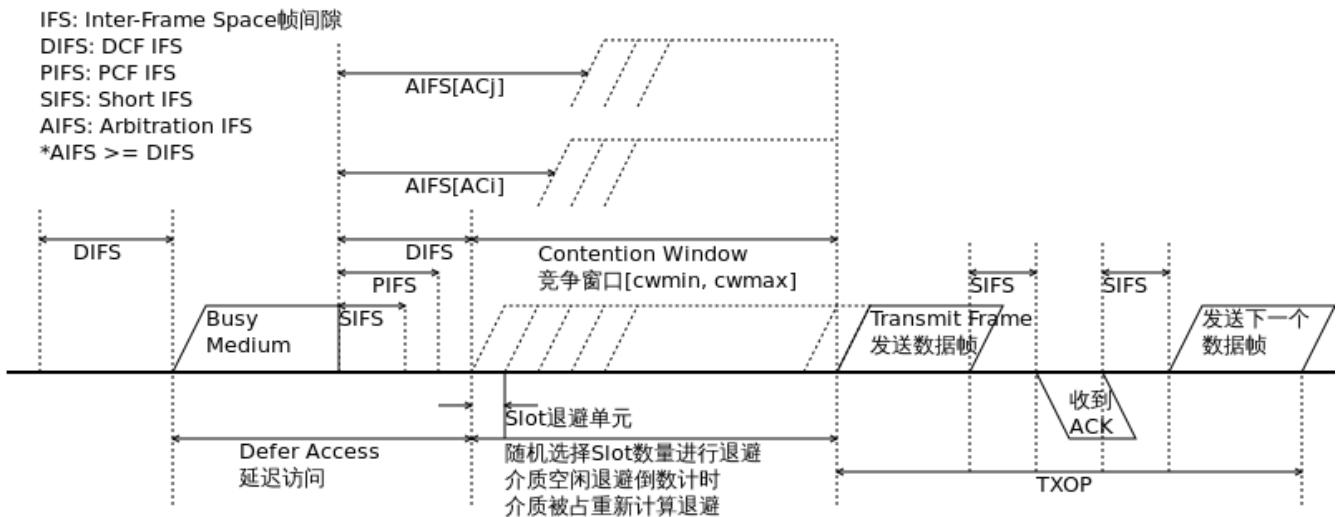 IFS: Inter-Frame Space帧间隙
DIFS: DCF IFS
PIFS: PCF IFS
SIFS: Short IFS
AIFS: Arbitration IFS
*AIFS >= DIFS
AIFS[ACj]
AIFS[ACi]
DIFS
DIFS
Contention Window
竞争窗口[cwmin, cwmax]
PIFS
SIFS
SIFS
SIFS
Busy
Medium
Transmit Frame
发送数据帧
发送下一个
数据帧
收到
ACK
Slot退避单元
Defer Access
延迟访问
随机选择Slot数量进行退避
介质空闲退避倒数计时
介质被占重新计算退避
TXOP